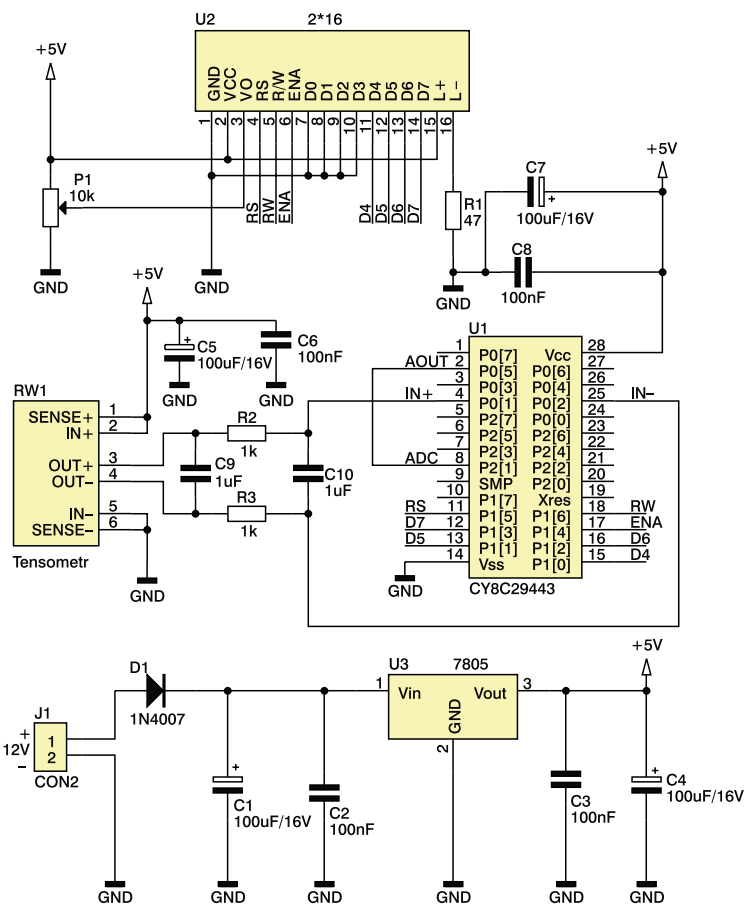 U2 2*16
+5V
GND VCC VO RS R/W ENA D0 D1 D2 D3 D4 D5 D6 D7 L+ L-
1 2 3 4 5 6 7 8 9 10 11 12 13 14 15 16
P1
10k
RS RW ENA
D4 D5 D6 D7
R1
47
+5V
C7
+
100uF/16V
C8
100nF
GND GND GND
+5V
+
C5
100uF/16V
C6
100nF
GND GND
RW1
SENSE+ 1
IN+ 2
OUT+ 3
OUT- 4
IN- 5
SENSE- 6
Tensometr
GND
R2
1k
C9
1uF
C10
1uF
R3
1k
U1
1 P0[7] Vcc 28
AOUT 2 P0[5] P0[6] 27
3 P0[3] P0[4] 26
IN+ 4 P0[1] P0[2] 25 IN-
5 P2[7] P0[0] 24
6 P2[5] P2[6] 23
7 P2[3] P2[4] 22
ADC 8 P2[1] P2[2] 21
9 SMP P2[0] 20
10 P1[7] Xres 19
RS 11 P1[5] P1[6] 18 RW
D7 12 P1[3] P1[4] 17 ENA
D5 13 P1[1] P1[2] 16 D6
14 Vss P1[0] 15 D4
GND
CY8C29443
D1
1N4007
J1
+
12V
-
1
2
CON2
U3 7805
1 Vin Vout 3
GND
2
+5V
+
C1
100uF/16V
C2
100nF
C3
100nF
+
C4
100uF/16V
GND GND GND GND GND GND